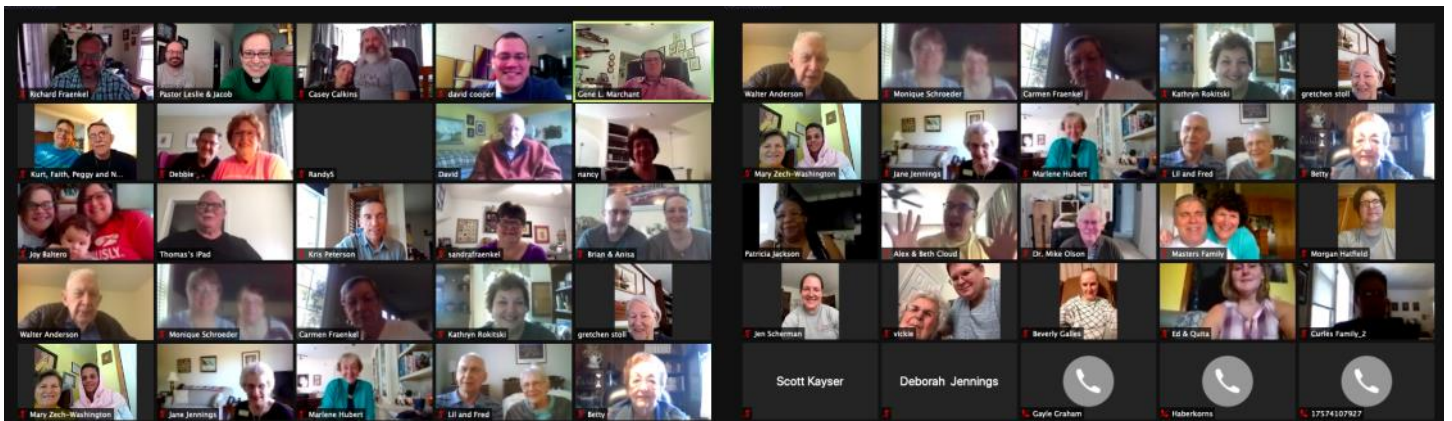 Richard Fraenkel
Pastor Leslie & Jacob
Casey Calkins
david cooper
Gene L. Marchant
Kurt, Faith, Peggy and N...
Debbie
RandyS
David
nancy
Joy Baltero
USLY.
Thomas's iPad
Kris Peterson
sandrafraenkel
Brian & Anisa
Walter Anderson
Monique Schroeder
Carmen Fraenkel
Kathryn Rokitski
gretchen stoll
Mary Zech-Washington
Jane Jennings
Marlene Hubert
Lil and Fred
Betty
Walter Anderson
Monique Schroeder
Carmen Fraenkel
Kathryn Rokitski
gretchen stoll
Mary Zech-Washington
Jane Jennings
Marlene Hubert
Lil and Fred
Betty
Patricia Jackson
Alex & Beth Cloud
Dr. Mike Olson
Masters Family
Morgan Hatfield
Jen Scherman
vickie
Beverly Galles
Ed & Quita
Curles Family_2
Scott Kayser
Deborah Jennings
Gayle Graham
Haberkorns
17574107927